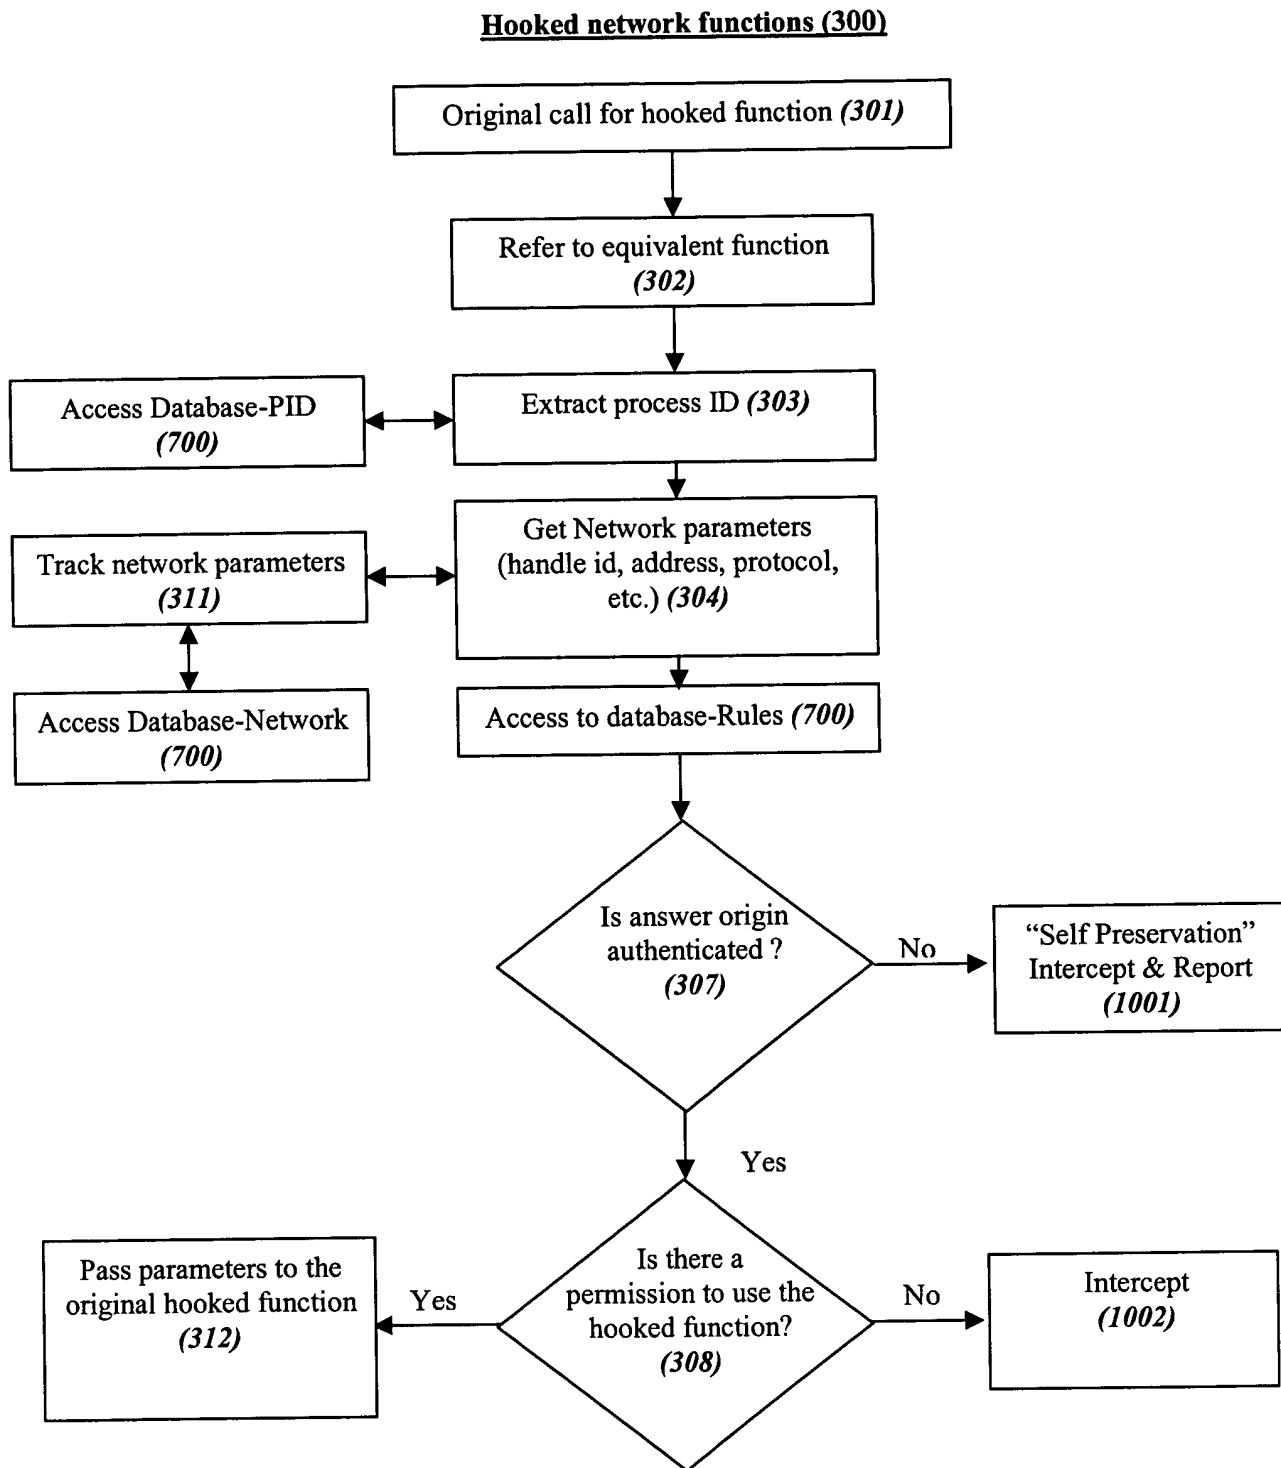 Hooked network functions (300)
Original call for hooked function (301)
Refer to equivalent function
(302)
Access Database-PID
(700)
Extract process ID (303)
Get Network parameters
(handle id, address, protocol,
etc.) (304)
Track network parameters
(311)
Access Database-Network
(700)
Access to database-Rules (700)
Is answer origin
authenticated ?
(307)
No
“Self Preservation”
Intercept & Report
(1001)
Yes
Is there a
permission to use the
hooked function?
(308)
Yes
Pass parameters to the
original hooked function
(312)
No
Intercept
(1002)